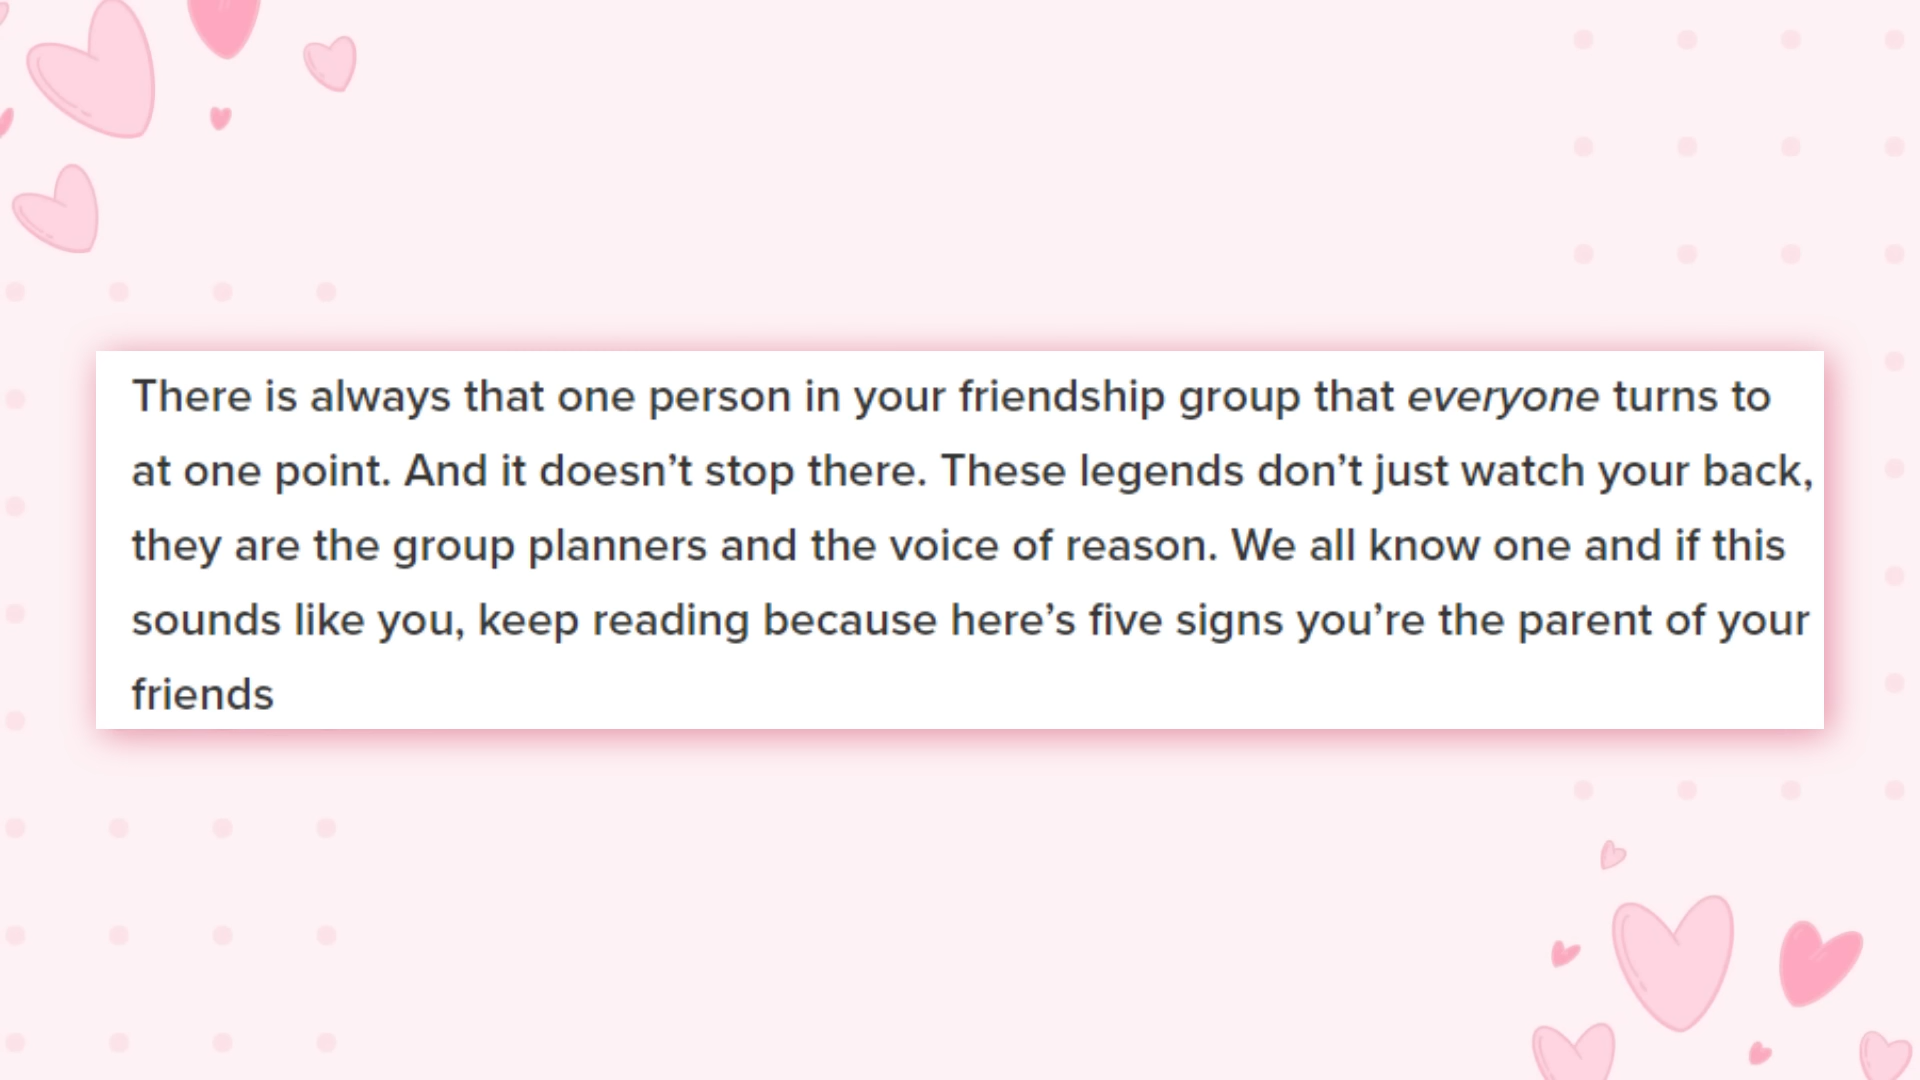 There is always that one person in your friendship group that everyone turns to
at one point. And it doesn’t stop there. These legends don’t just watch your back,
they are the group planners and the voice of reason. We all know one and if this
sounds like you, keep reading because here’s five signs you’re the parent of your
friends